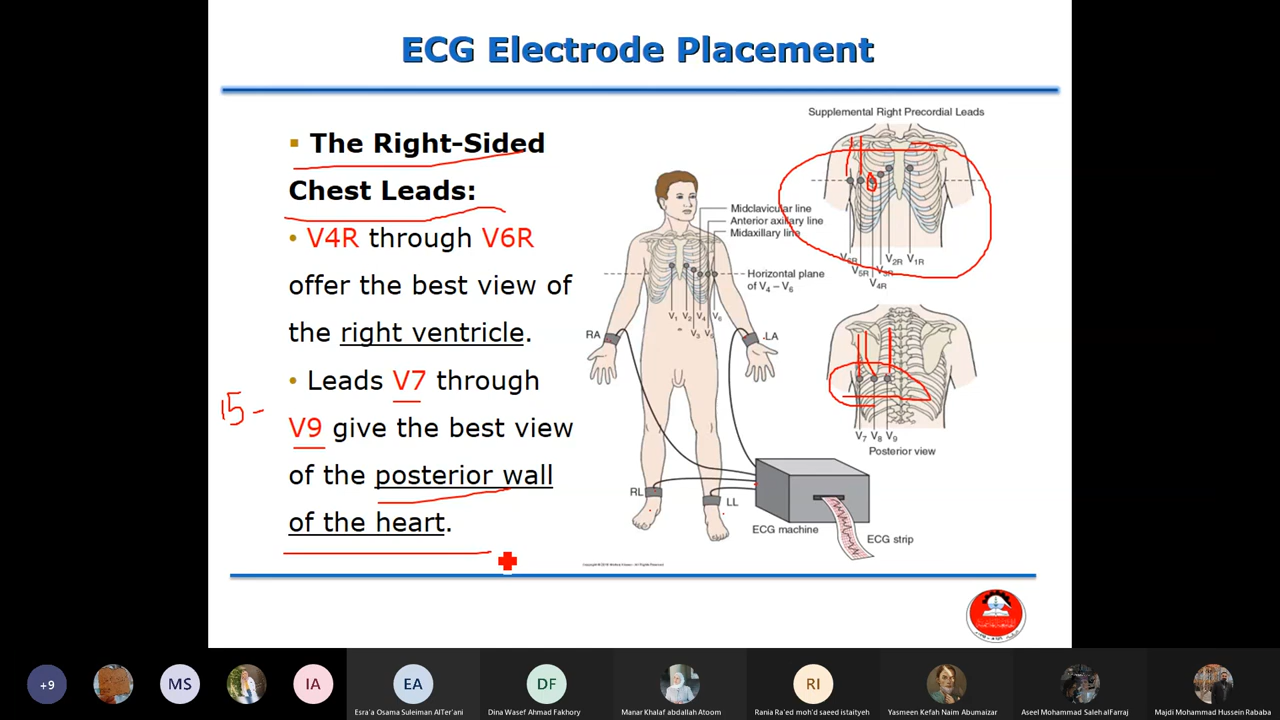 ECG Electrode Placement
▪ The Right-Sided
Chest Leads:
• V4R through V6R
offer the best view of
the right ventricle.
• Leads V7 through
V9 give the best view
of the posterior wall
of the heart.
15-
Supplemental Right Precordial Leads
Midclavicular line
Anterior axillary line
Midaxillary line
Horizontal plane
of V4 – V6
V6R
V5R
V4R
V3R
V2R
V1R
V1
V2
V3
V4
V5
V6
RA
LA
RL
LL
V7 V8 V9
Posterior view
ECG machine
ECG strip
+9
MS
IA
EA
DF
RI
Esra'a Osama Suleiman AlTer'ani
Dina Wasef Ahmad Fakhory
Manar Khalaf abdallah Atoom
Rania Ra'ed moh'd saeed istaityeh
Yasmeen Kefah Naim Abumaizar
Aseel Mohammad Saleh alFarraj
Majdi Mohammad Hussein Rababa